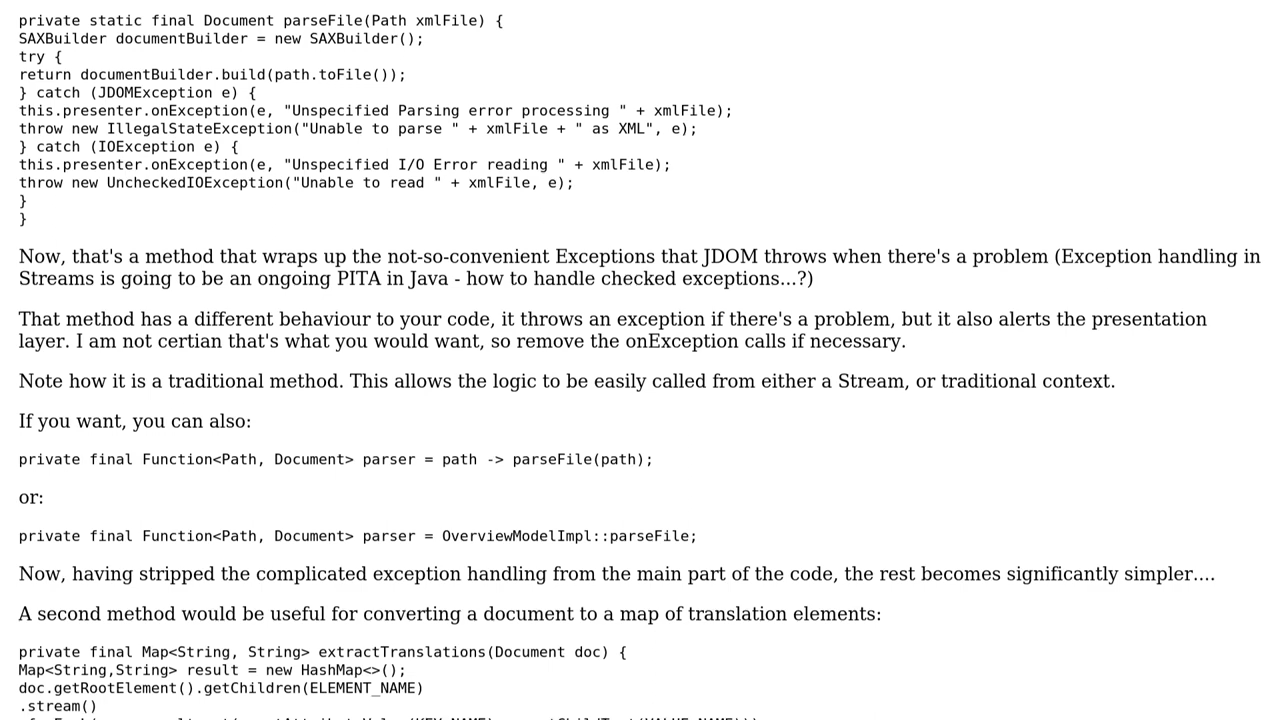 private static final Document parseFile(Path xmlFile) {
SAXBuilder documentBuilder = new SAXBuilder();
try {
return documentBuilder.build(path.toFile());
} catch (JDOMException e) {
this.presenter.onException(e, "Unspecified Parsing error processing " + xmlFile);
throw new IllegalStateException("Unable to parse " + xmlFile + " as XML", e);
} catch (IOException e) {
this.presenter.onException(e, "Unspecified I/O Error reading " + xmlFile);
throw new UncheckedIOException("Unable to read " + xmlFile, e);
}
}
Now, that's a method that wraps up the not-so-convenient Exceptions that JDOM throws when there's a problem (Exception handling in
Streams is going to be an ongoing PITA in Java - how to handle checked exceptions...?)
That method has a different behaviour to your code, it throws an exception if there's a problem, but it also alerts the presentation
layer. I am not certian that's what you would want, so remove the onException calls if necessary.
Note how it is a traditional method. This allows the logic to be easily called from either a Stream, or traditional context.
If you want, you can also:
private final Function<Path, Document> parser = path -> parseFile(path);
or:
private final Function<Path, Document> parser = OverviewModelImpl::parseFile;
Now, having stripped the complicated exception handling from the main part of the code, the rest becomes significantly simpler....
A second method would be useful for converting a document to a map of translation elements:
private final Map<String, String> extractTranslations(Document doc) {
Map<String,String> result = new HashMap<>();
doc.getRootElement().getChildren(ELEMENT_NAME)
.stream()